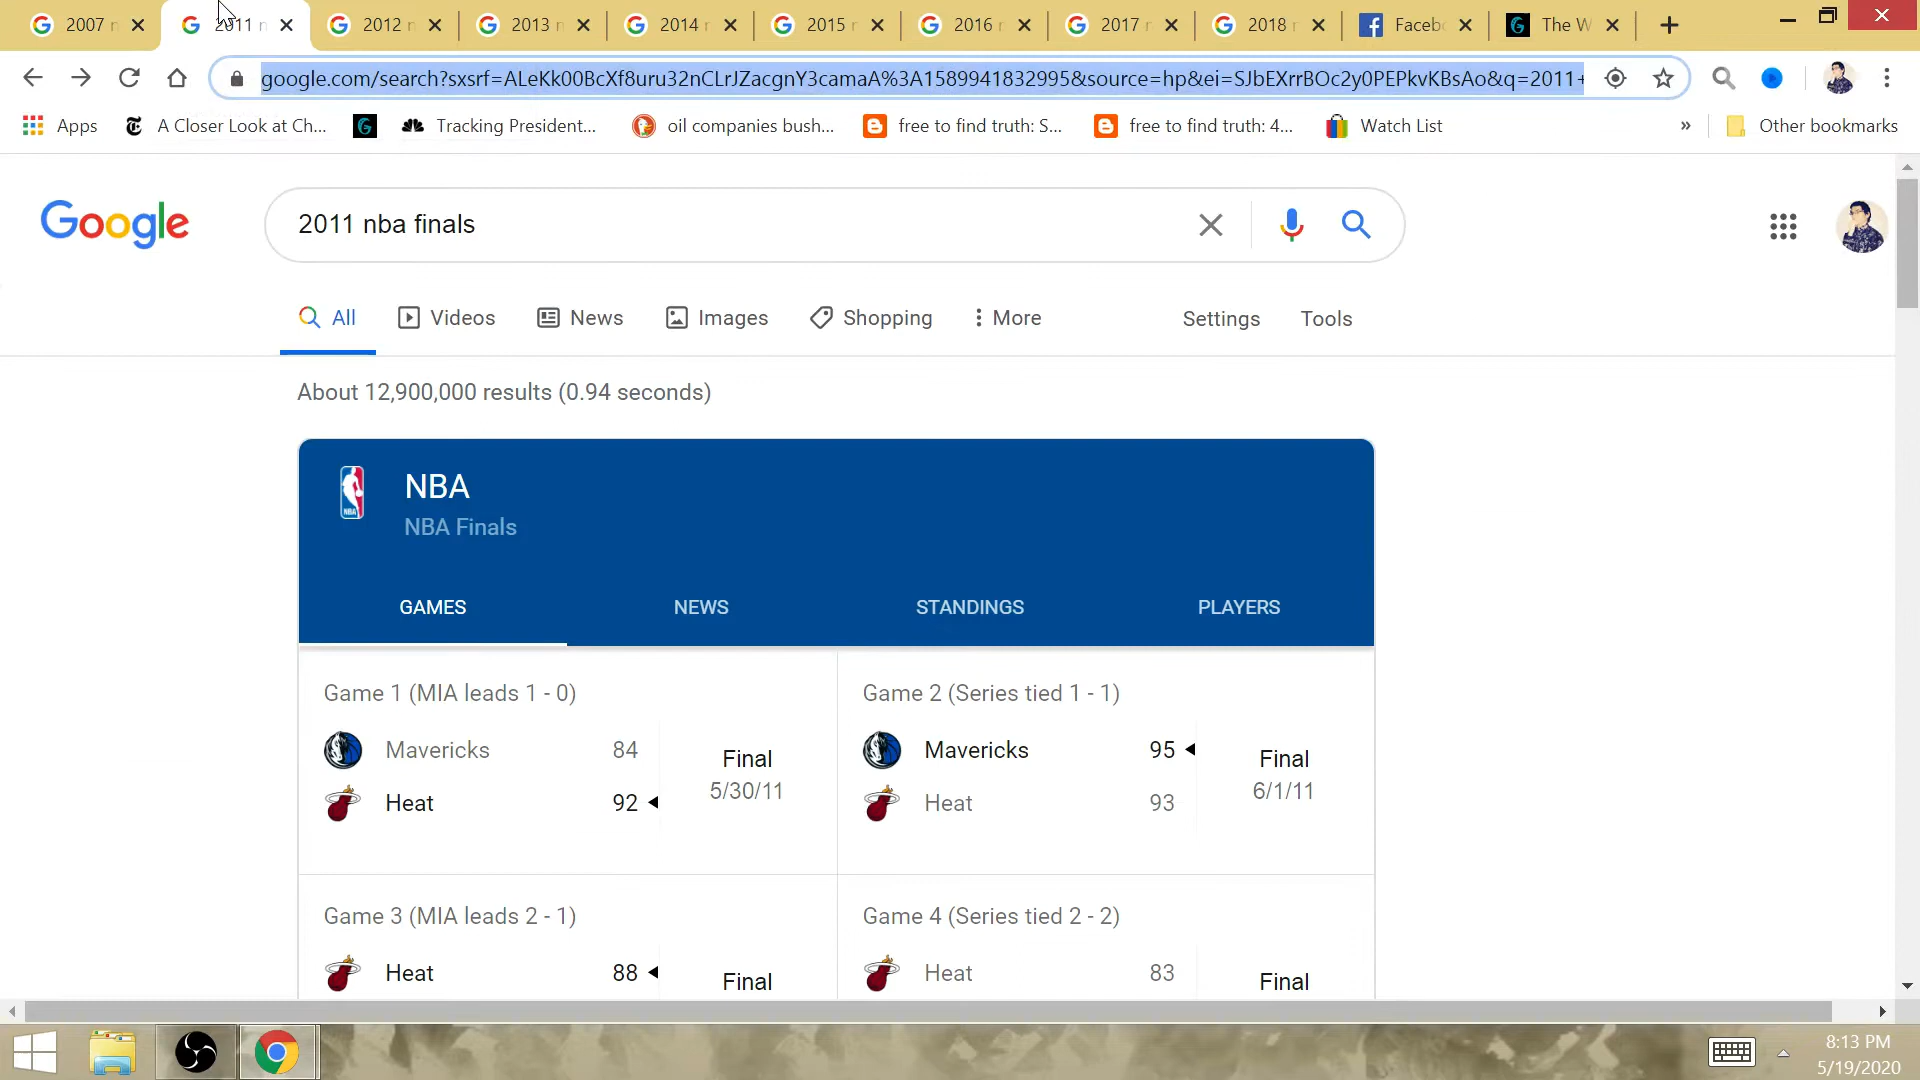 2007 n 2011 n 2012 n 2013 n 2014 r 2015 r 2016 r 2017 r 2018 r Faceb The W
google.com/search?sxsrf=ALeKk00BcXf8uru32nCLrJZacgnY3camaA%3A1589941832995&source=hp&ei=SJbEXrrBOc2y0PEPkvKBsAo&q=2011+
Apps A Closer Look at Ch... Tracking President... oil companies bush... free to find truth: S... free to find truth: 4... Watch List » Other bookmarks
Google 2011 nba finals
All Videos News Images Shopping More Settings Tools
About 12,900,000 results (0.94 seconds)
NBA
NBA Finals
GAMES NEWS STANDINGS PLAYERS
Game 1 (MIA leads 1 - 0) Game 2 (Series tied 1 - 1)
Mavericks 84 Final Mavericks 95 Final
Heat 92 5/30/11 Heat 93 6/1/11
Game 3 (MIA leads 2 - 1) Game 4 (Series tied 2 - 2)
Heat 88 Final Heat 83 Final
8:13 PM
5/19/2020